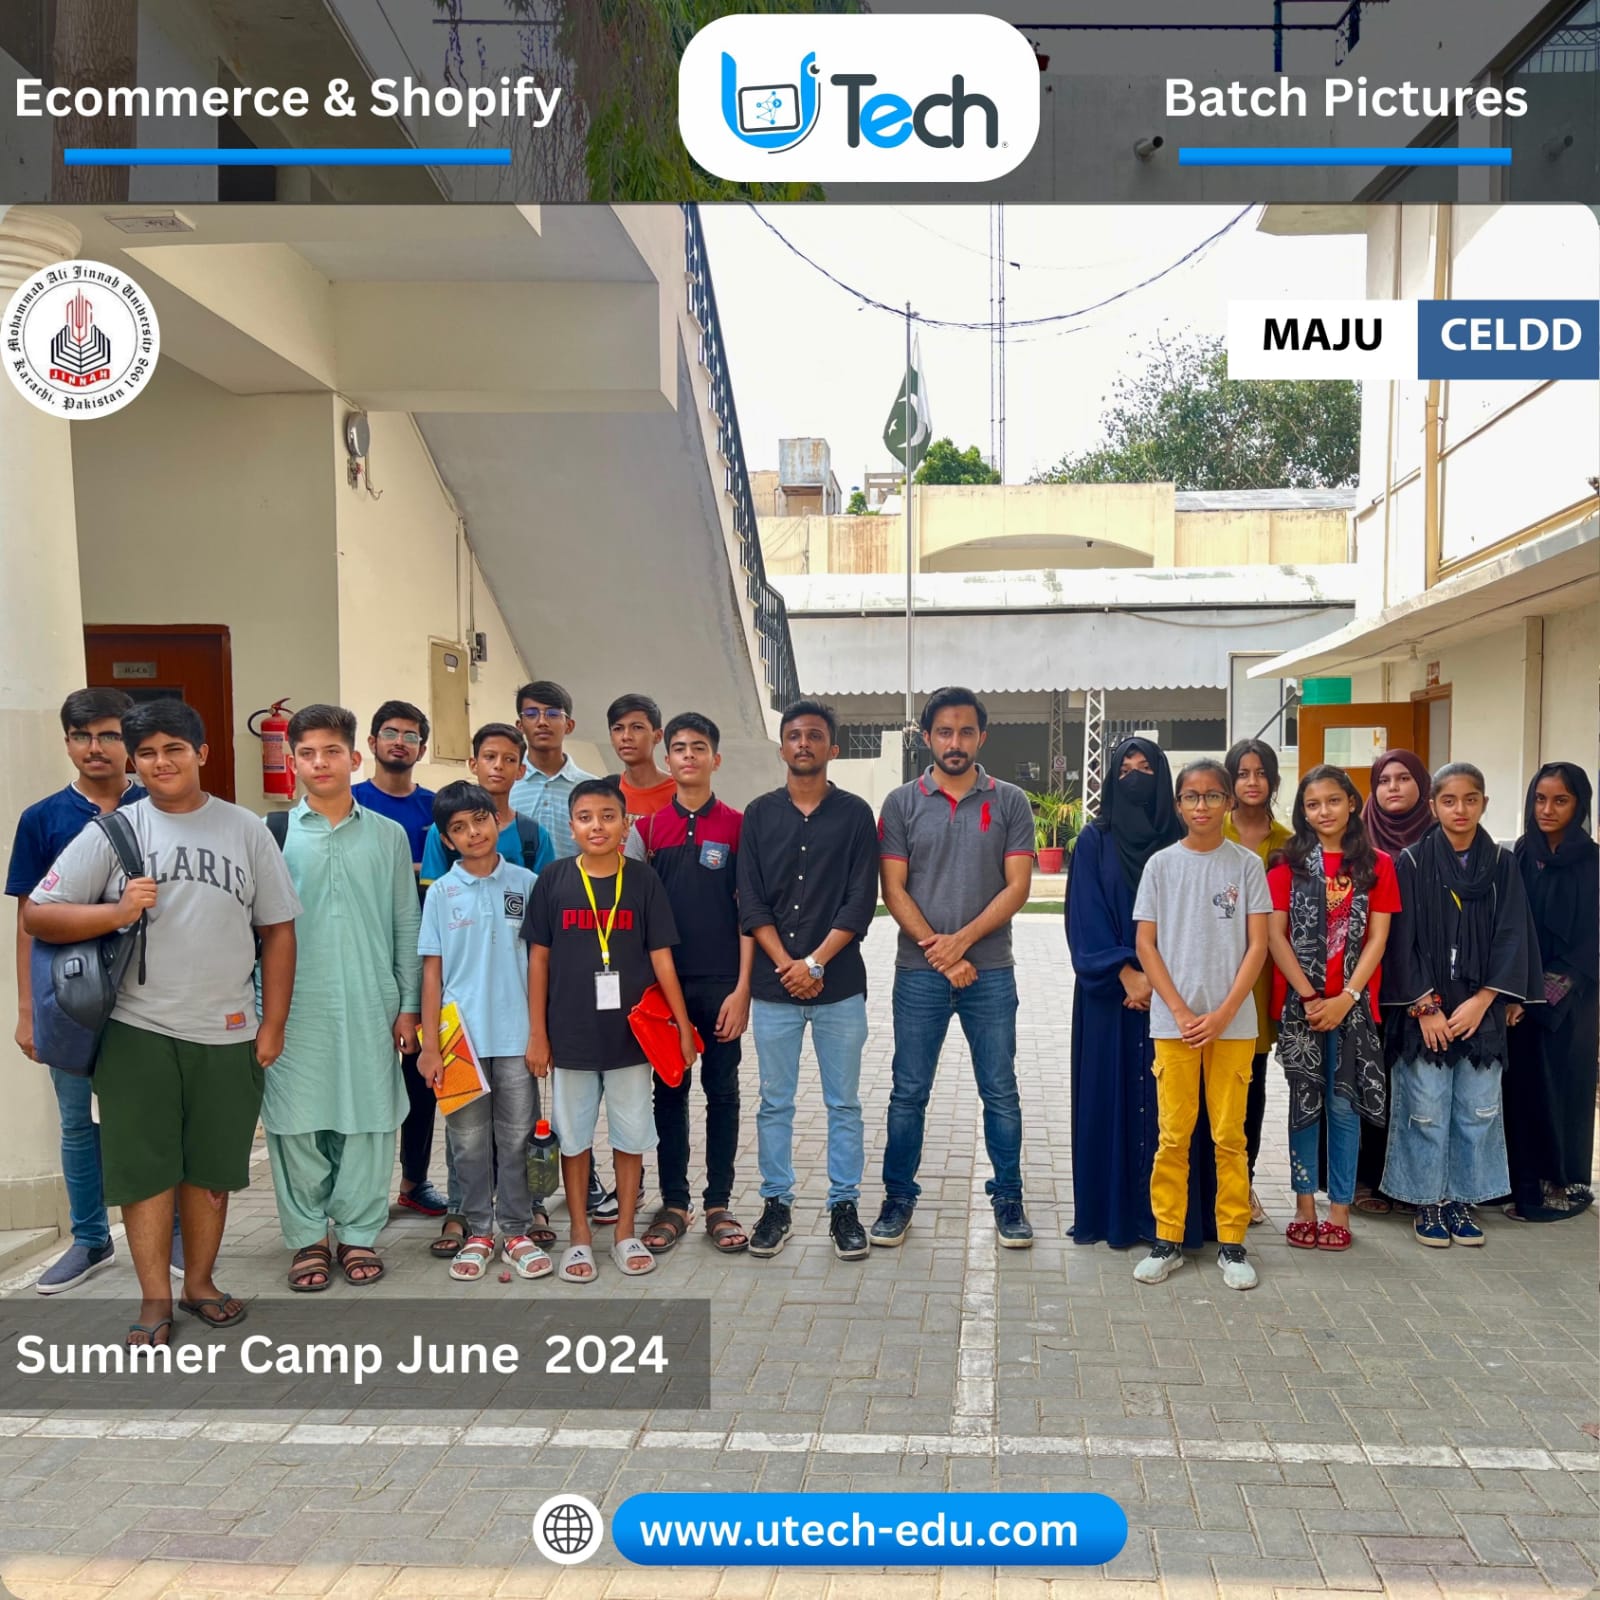 Ecommerce & Shopify
UTech
Batch Pictures
Mohammad Ali Jinnah University
JINNAH
Karachi, Pakistan 1998
MAJU CELDD
POLARIS
PUMA
G
Summer Camp June 2024
www.utech-edu.com